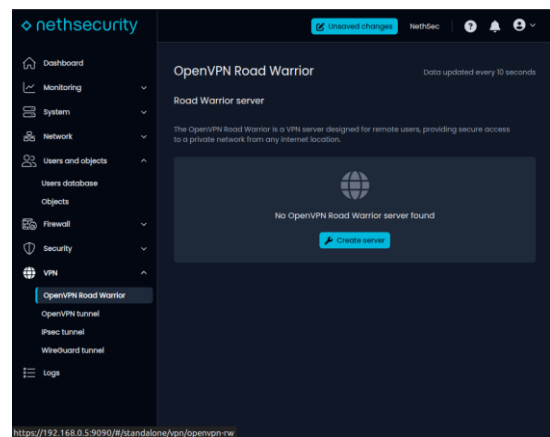 nethsecurity
Unsaved changes
NethSec
Dashboard
Monitoring
System
Network
Users and objects
Users database
Objects
Firewall
Security
VPN
OpenVPN Road Warrior
OpenVPN tunnel
IPsec tunnel
WireGuard tunnel
Logs
OpenVPN Road Warrior
Data updated every 10 seconds
Road Warrior server
The OpenVPN Road Warrior is a VPN server designed for remote users, providing secure access
to a private network from any internet location.
No OpenVPN Road Warrior server found
Create server
https://192.168.0.5:9090/#/standalone/vpn/openvpn-rw